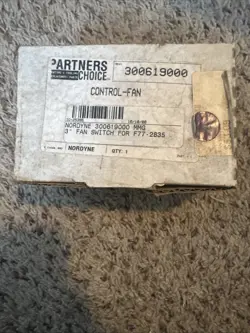 PARTNERS
CHOICE
300619000
CONTROL-FAN
NORDYNE 300619000 MMG
3" FAN SWITCH FOR F77-2835
NORDYNE
QTY: 1